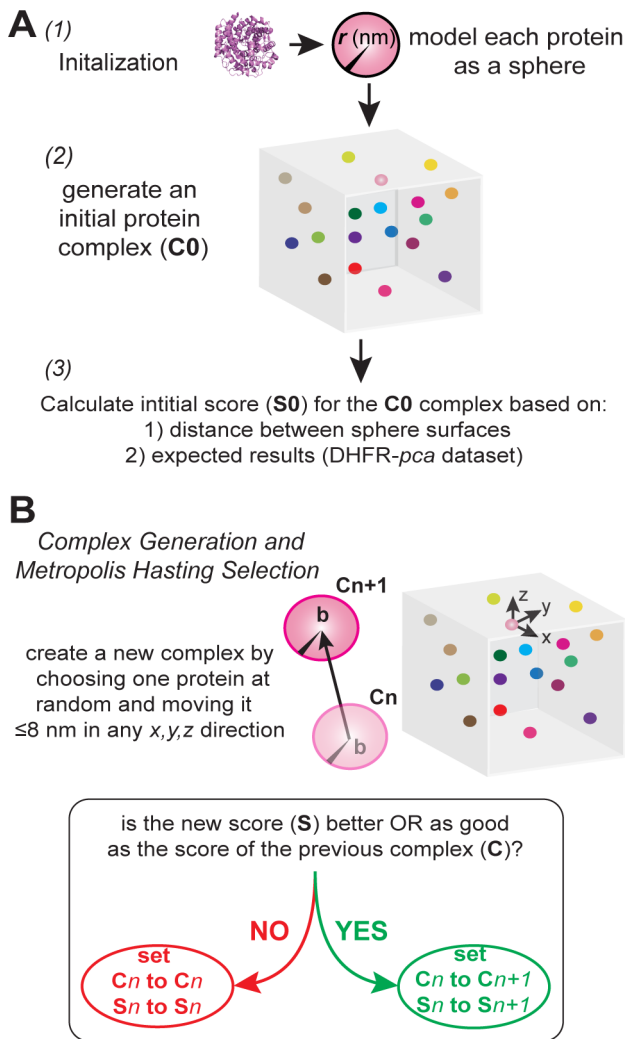 A
(1)
Initalization
r (nm)
model each protein
as a sphere
(2)
generate an
initial protein
complex (C0)
(3)
Calculate intitial score (S0) for the C0 complex based on:
1) distance between sphere surfaces
2) expected results (DHFR-pca dataset)
B
Complex Generation and
Metropolis Hasting Selection
Cn+1
b
create a new complex by
choosing one protein at
random and moving it
≤8 nm in any x,y,z direction
Cn
b
z
y
x
is the new score (S) better OR as good
as the score of the previous complex (C)?
NO
YES
set
Cn to Cn
Sn to Sn
set
Cn to Cn+1
Sn to Sn+1